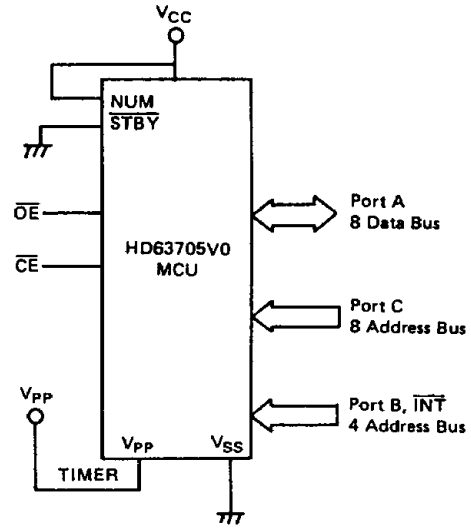 VCC
NUM
STBY
OE
CE
HD63705V0
MCU
Port A
8 Data Bus
Port C
8 Address Bus
Port B, INT
4 Address Bus
VPP
VPP
VSS
TIMER